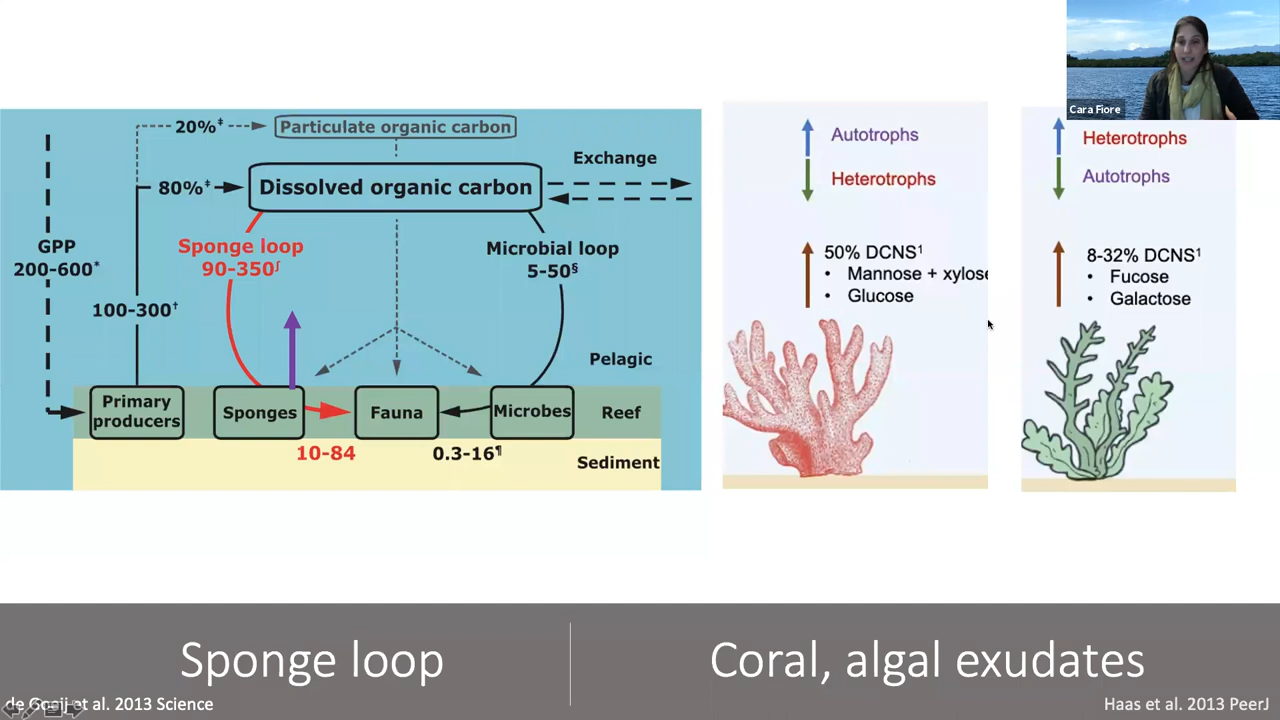 Cara Fiore
20%‡
Particulate organic carbon
Exchange
80%‡
Dissolved organic carbon
GPP
200-600*
Sponge loop
90-350∫
Microbial loop
5-50§
100-300†
Pelagic
Primary
producers
Sponges
Fauna
Microbes
Reef
10-84
0.3-16¶
Sediment
Autotrophs
Heterotrophs
50% DCNS¹
• Mannose + xylose
• Glucose
Heterotrophs
Autotrophs
8-32% DCNS¹
• Fucose
• Galactose
Sponge loop
Coral, algal exudates
de Goeij et al. 2013 Science
Haas et al. 2013 PeerJ